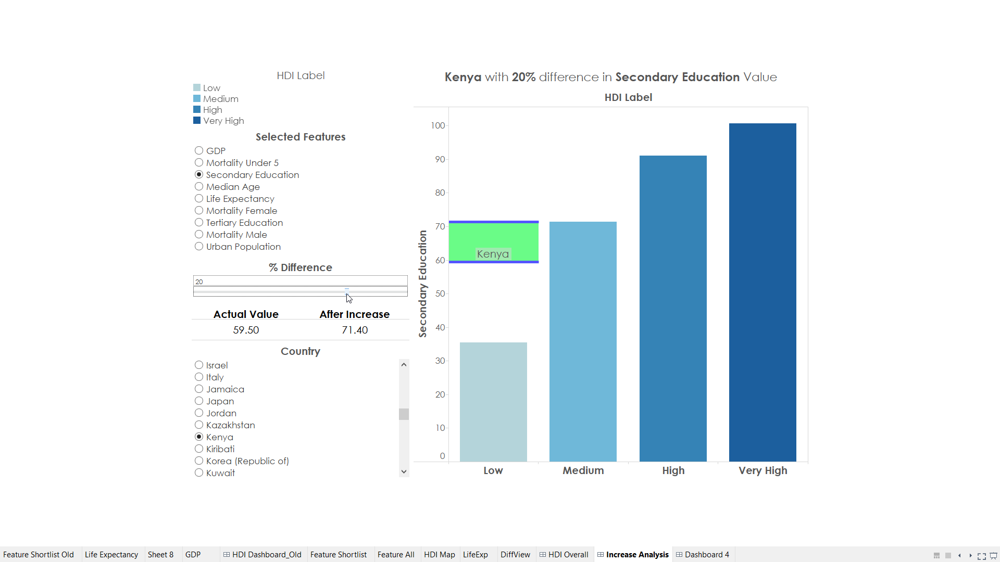 HDI Label
Low
Medium
High
Very High
Selected Features
GDP
Mortality Under 5
Secondary Education
Median Age
Life Expectancy
Mortality Female
Tertiary Education
Mortality Male
Urban Population
% Difference
20
Actual Value After Increase
59.50 71.40
Country
Israel
Italy
Jamaica
Japan
Jordan
Kazakhstan
Kenya
Kiribati
Korea (Republic of)
Kuwait
Kenya with 20% difference in Secondary Education Value
HDI Label
Secondary Education
100
90
80
70
60
50
40
30
20
10
0
Kenya
Low Medium High Very High
Feature Shortlist Old Life Expectancy Sheet 8 GDP HDI Dashboard_Old Feature Shortlist Feature All HDI Map LifeExp DiffView HDI Overall Increase Analysis Dashboard 4